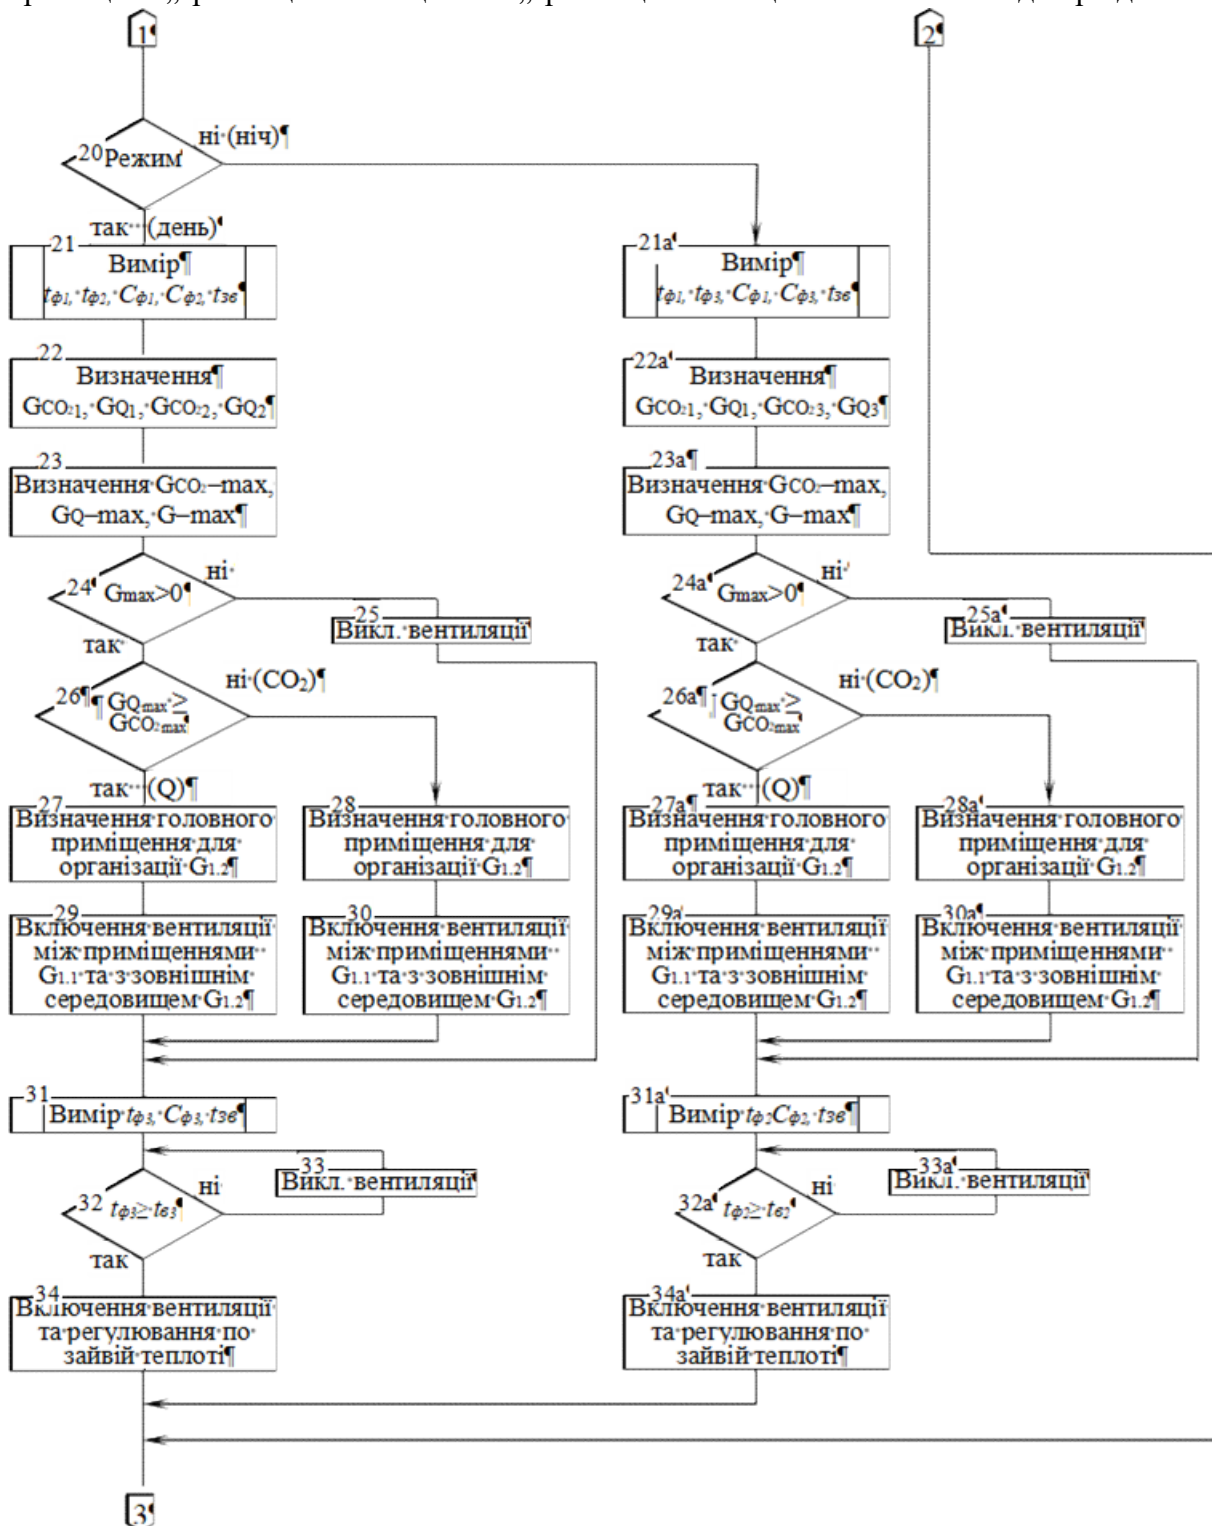 1
2
ні (ніч)
20 Режим
так (день)
21
Вимір
tф1, tф2, Cф1, Cф2, tзв
21а
Вимір
tф1, tф3, Cф1, Cф3, tзв
22
Визначення
GCO₂1, GQ1, GCO₂2, GQ2
22а
Визначення
GCO₂1, GQ1, GCO₂3, GQ3
23
Визначення GCO₂–max,
GQ–max, G–max
23а
Визначення GCO₂–max,
GQ–max, G–max
24 Gmax>0
ні
25
Викл. вентиляції
так
24а Gmax>0
ні
25а
Викл. вентиляції
так
26 GQmax ≥
GCO₂max
ні (CO₂)
так (Q)
26а GQmax ≥
GCO₂max
ні (CO₂)
так (Q)
27
Визначення головного
приміщення для
організації G1.2
28
Визначення головного
приміщення для
організації G1.2
27а
Визначення головного
приміщення для
організації G1.2
28а
Визначення головного
приміщення для
організації G1.2
29
Включення вентиляції
між приміщеннями
G1.1 та з зовнішнім
середовищем G1.2
30
Включення вентиляції
між приміщеннями
G1.1 та з зовнішнім
середовищем G1.2
29а
Включення вентиляції
між приміщеннями
G1.1 та з зовнішнім
середовищем G1.2
30а
Включення вентиляції
між приміщеннями
G1.1 та з зовнішнім
середовищем G1.2
31
Вимір tф3, Cф3, tзв
31а
Вимір tф2 Cф2, tзв
32 tф3≥ tв3
ні
33
Викл. вентиляції
так
32а tф2≥ tв2
ні
33а
Викл. вентиляції
так
34
Включення вентиляції
та регулювання по
зайвій теплоті
34а
Включення вентиляції
та регулювання по
зайвій теплоті
3